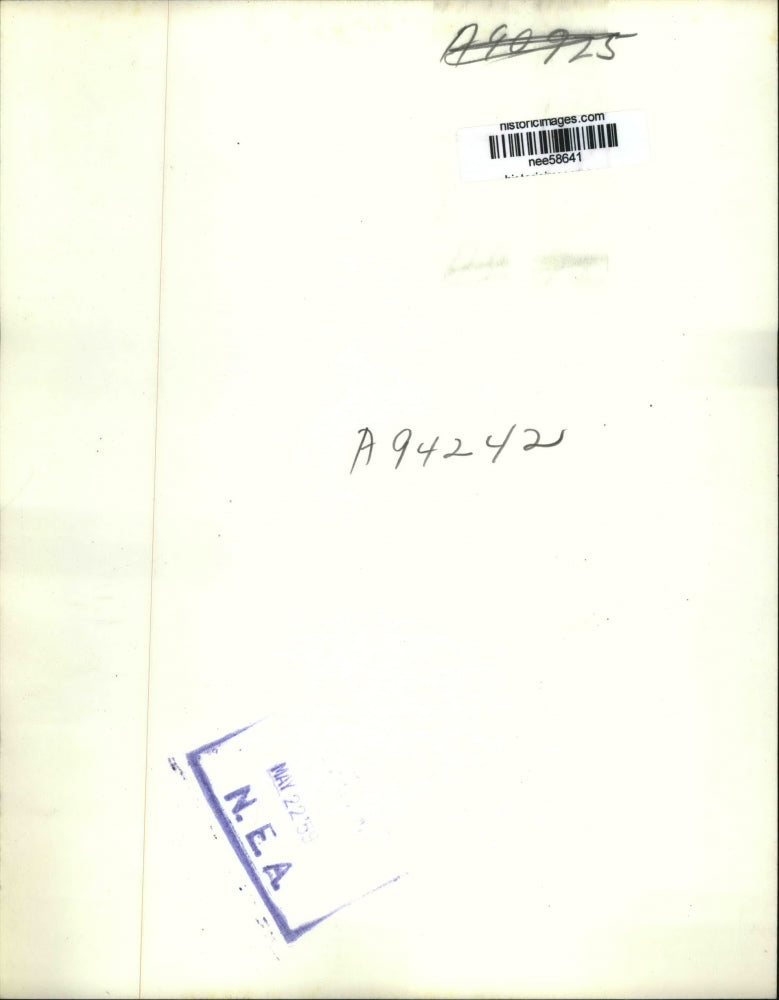 A90925
historicimages.com
nee58641
A94242
MAY 22 '59
N.E.A.